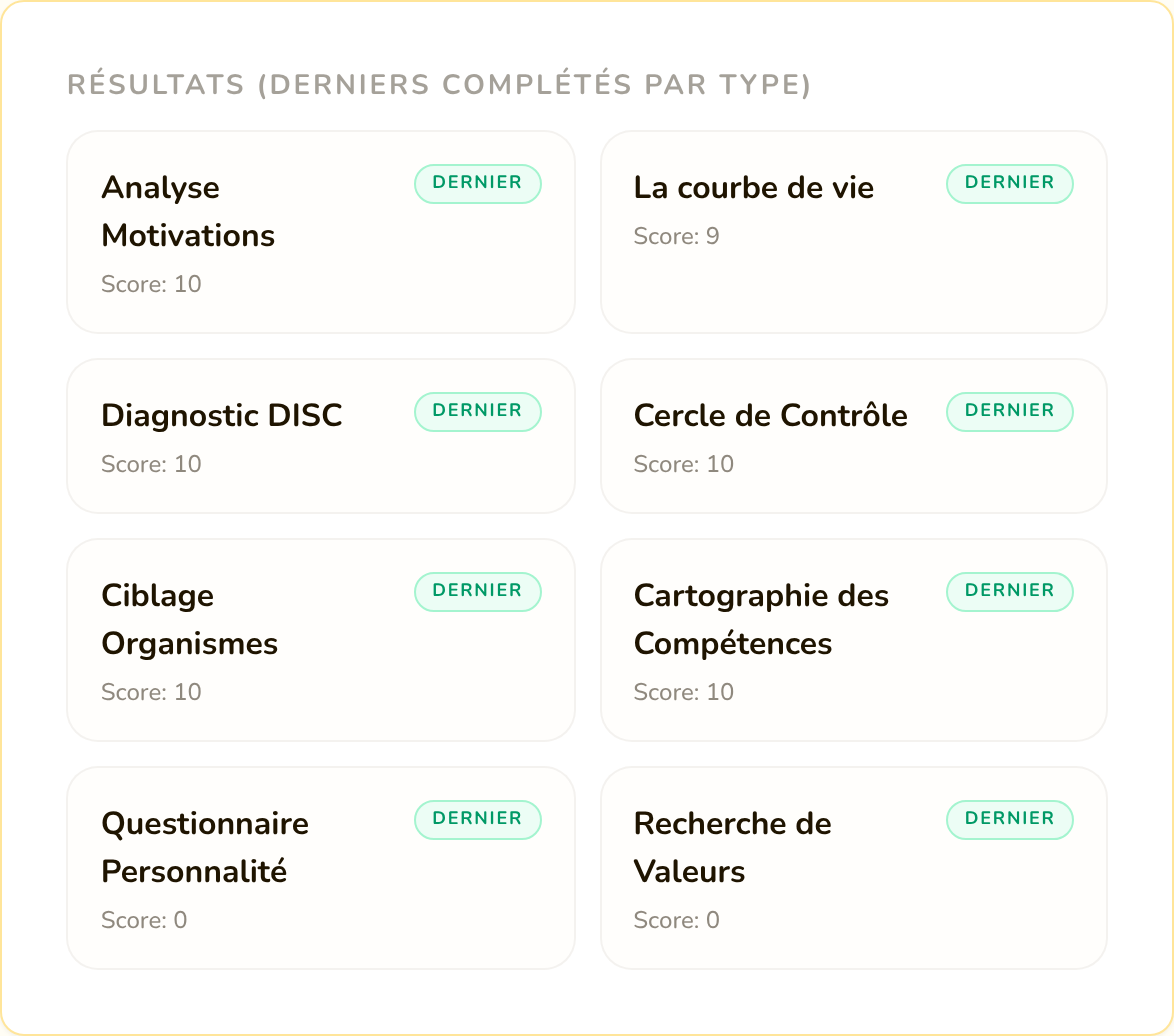 RÉSULTATS (DERNIERS COMPLÉTÉS PAR TYPE)
Analyse
Motivations
DERNIER
Score: 10
La courbe de vie
DERNIER
Score: 9
Diagnostic DISC
DERNIER
Score: 10
Cercle de Contrôle
DERNIER
Score: 10
Ciblage
Organismes
DERNIER
Score: 10
Cartographie des
Compétences
DERNIER
Score: 10
Questionnaire
Personnalité
DERNIER
Score: 0
Recherche de
Valeurs
DERNIER
Score: 0